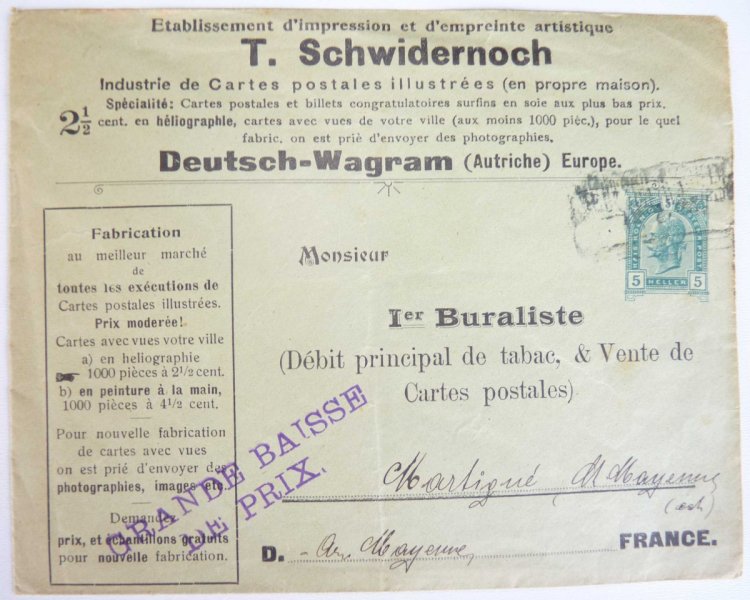 Etablissement d'impression et d'empreinte artistique
T. Schwidernoch
Industrie de Cartes postales illustrées (en propre maison).
Spécialité: Cartes postales et billets congratulatoires surfins en soie aux plus bas prix.
2½ cent. en héliographie, cartes avec vues de votre ville (aux moins 1000 pièc.), pour le quel
fabric. on est priè d'envoyer des photographies.
Deutsch-Wagram (Autriche) Europe.
Fabrication
au meilleur marché
de
toutes les exécutions de
Cartes postales illustrées.
Prix moderée!
Cartes avec vues votre ville
a) en heliographie
1000 pièces à 2½ cent.
b) en peinture à la main,
1000 pièces à 4½ cent.
Pour nouvelle fabrication
de cartes avec vues
on est prié d'envoyer des
photographies, images etc.
Demandez
prix, et échantillons gratuits
pour nouvelle fabrication.
GRANDE BAISSE
DE PRIX.
5 HELLER 5
Monsieur
Ier Buraliste
(Débit principal de tabac, & Vente de
Cartes postales)
Martigné, Mayenne
D. Mayenne FRANCE.